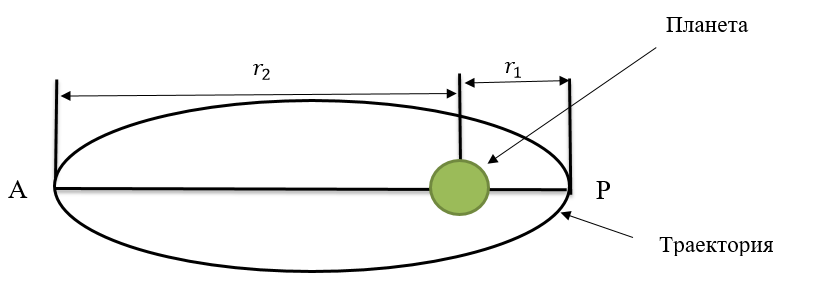 Планета
r₂
r₁
A
P
Траектория